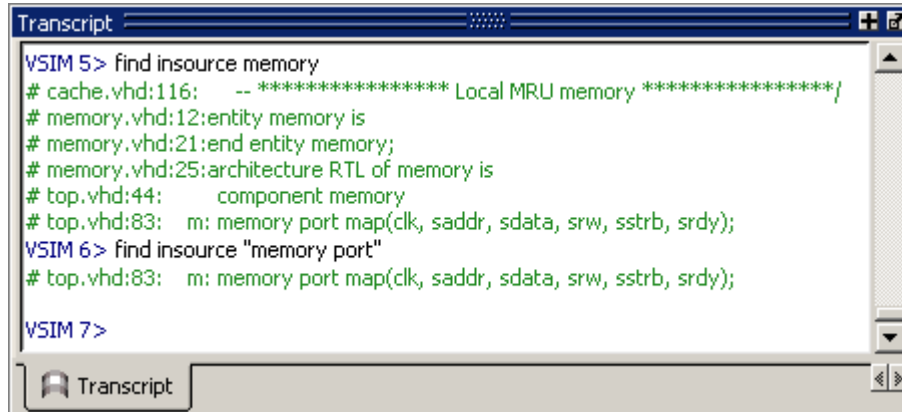 Transcript
VSIM 5> find insource memory
# cache.vhd:116:     -- **************** Local MRU memory ****************/
# memory.vhd:12:entity memory is
# memory.vhd:21:end entity memory;
# memory.vhd:25:architecture RTL of memory is
# top.vhd:44:       component memory
# top.vhd:83:   m: memory port map(clk, saddr, sdata, srw, sstrb, srdy);
VSIM 6> find insource "memory port"
# top.vhd:83:   m: memory port map(clk, saddr, sdata, srw, sstrb, srdy);
VSIM 7>
Transcript